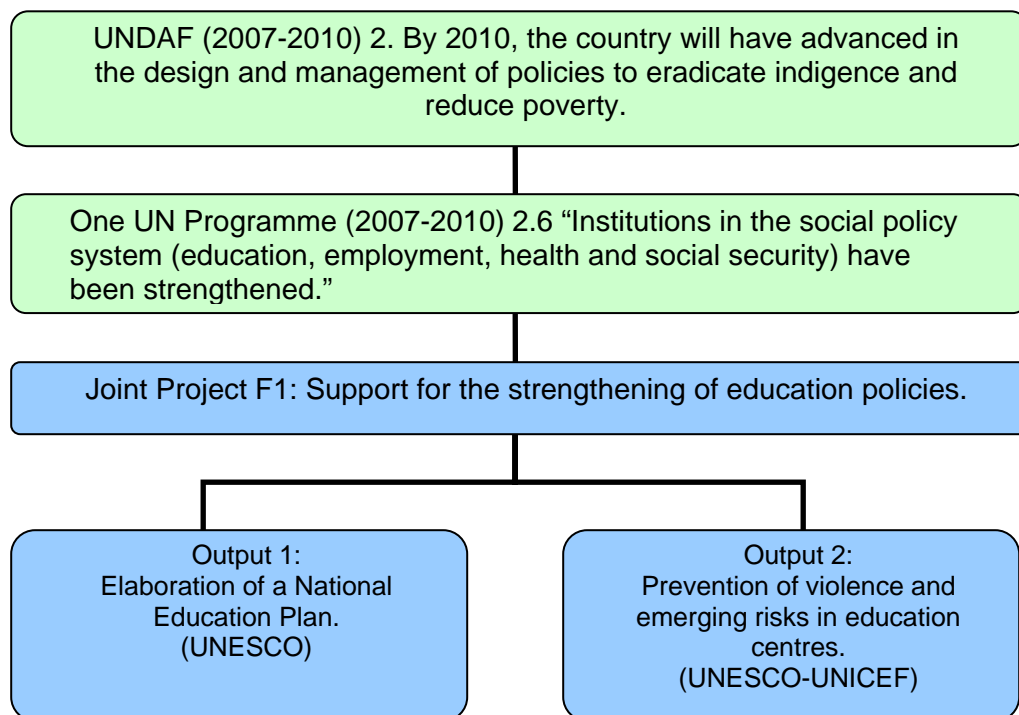 UNDAF (2007-2010) 2. By 2010, the country will have advanced in
the design and management of policies to eradicate indigence and
reduce poverty.
One UN Programme (2007-2010) 2.6 “Institutions in the social policy
system (education, employment, health and social security) have
been strengthened.”
Joint Project F1: Support for the strengthening of education policies.
Output 1:
Elaboration of a National
Education Plan.
(UNESCO)
Output 2:
Prevention of violence and
emerging risks in education
centres.
(UNESCO-UNICEF)